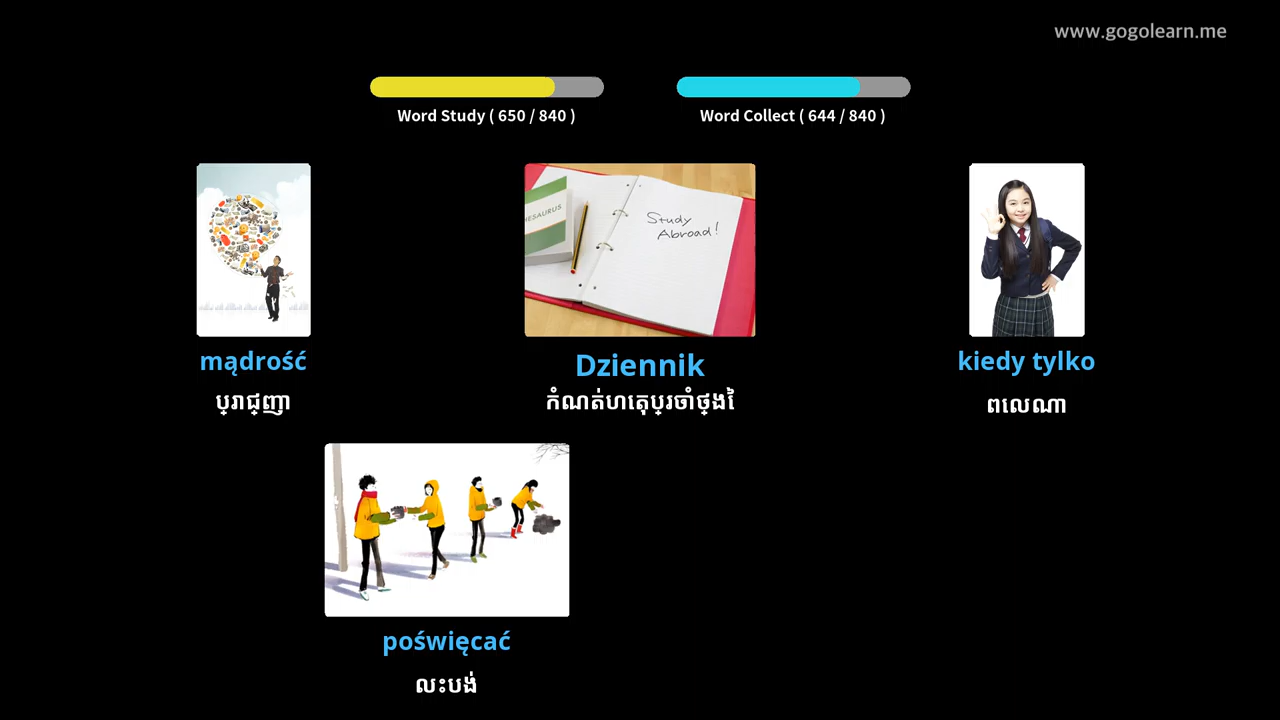 www.gogolearn.me
Word Study ( 650 / 840 )
Word Collect ( 644 / 840 )
THESAURUS
Study
Abroad!
mądrość
Dziennik
kiedy tylko
ប្រាជ្ញា
កំណត់ហេតុប្រចាំថ្ងៃ
ពេលណា
poświęcać
លះបង់